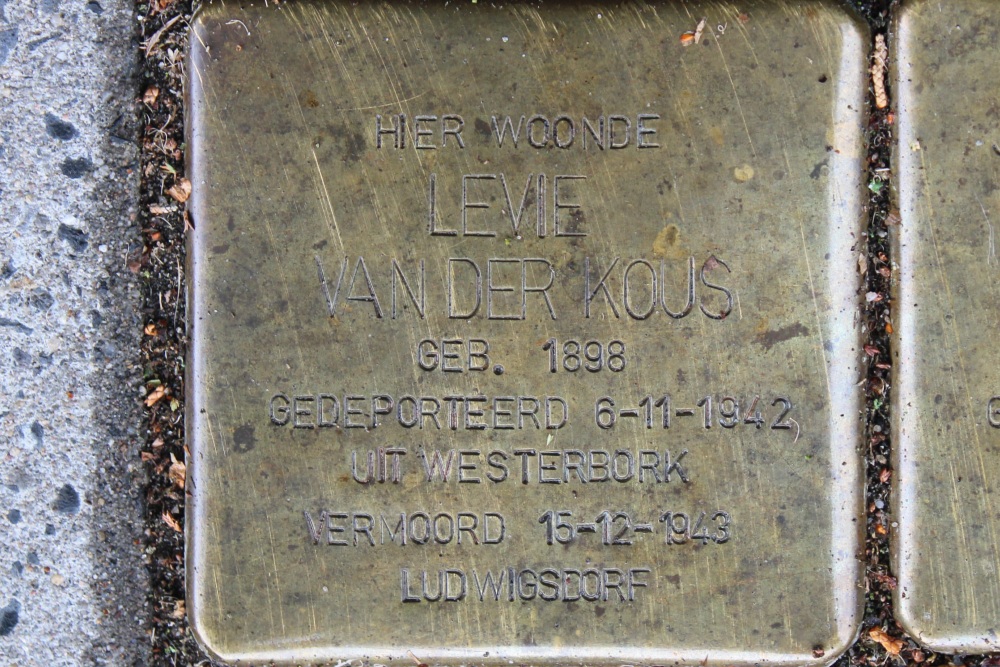 HIER WOONDE
LEVIE
VAN DER KOUS
GEB. 1898
GEDEPORTEERD 6-11-1942
UIT WESTERBORK
VERMOORD 15-12-1943
LUDWIGSDORF